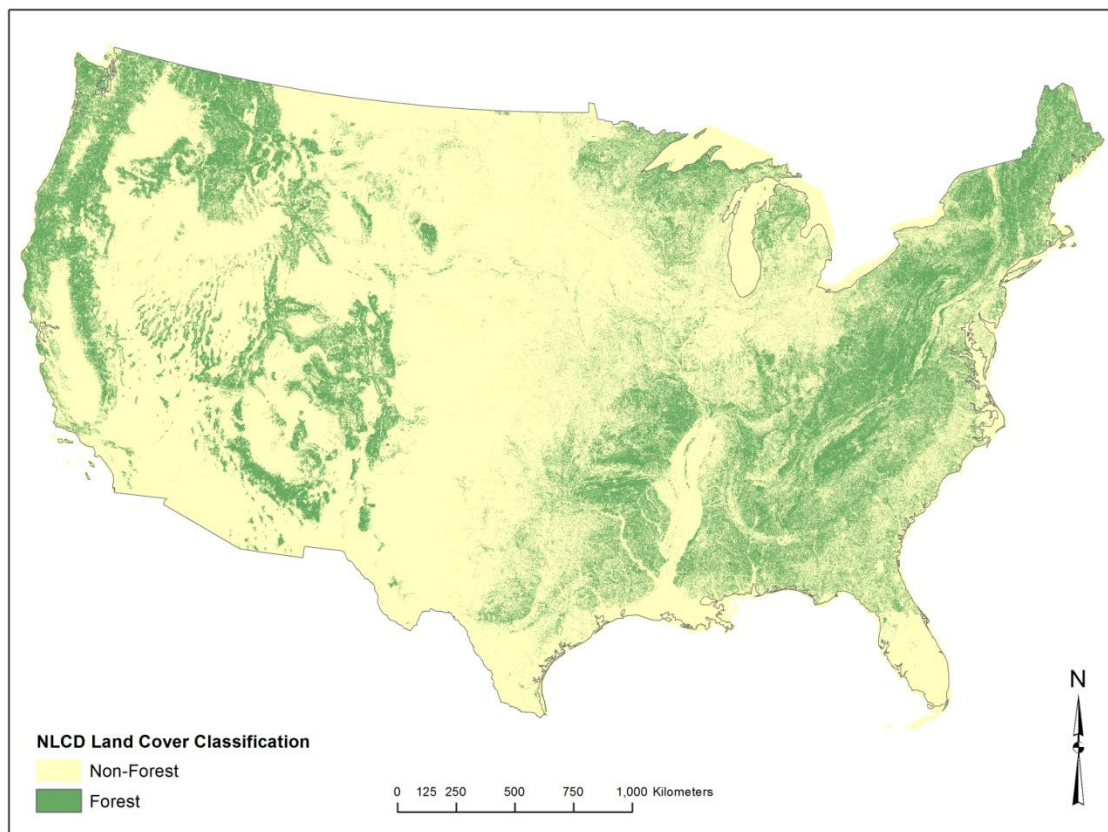 N
NLCD Land Cover Classification
Non-Forest
Forest
0 125 250 500 750 1,000 Kilometers